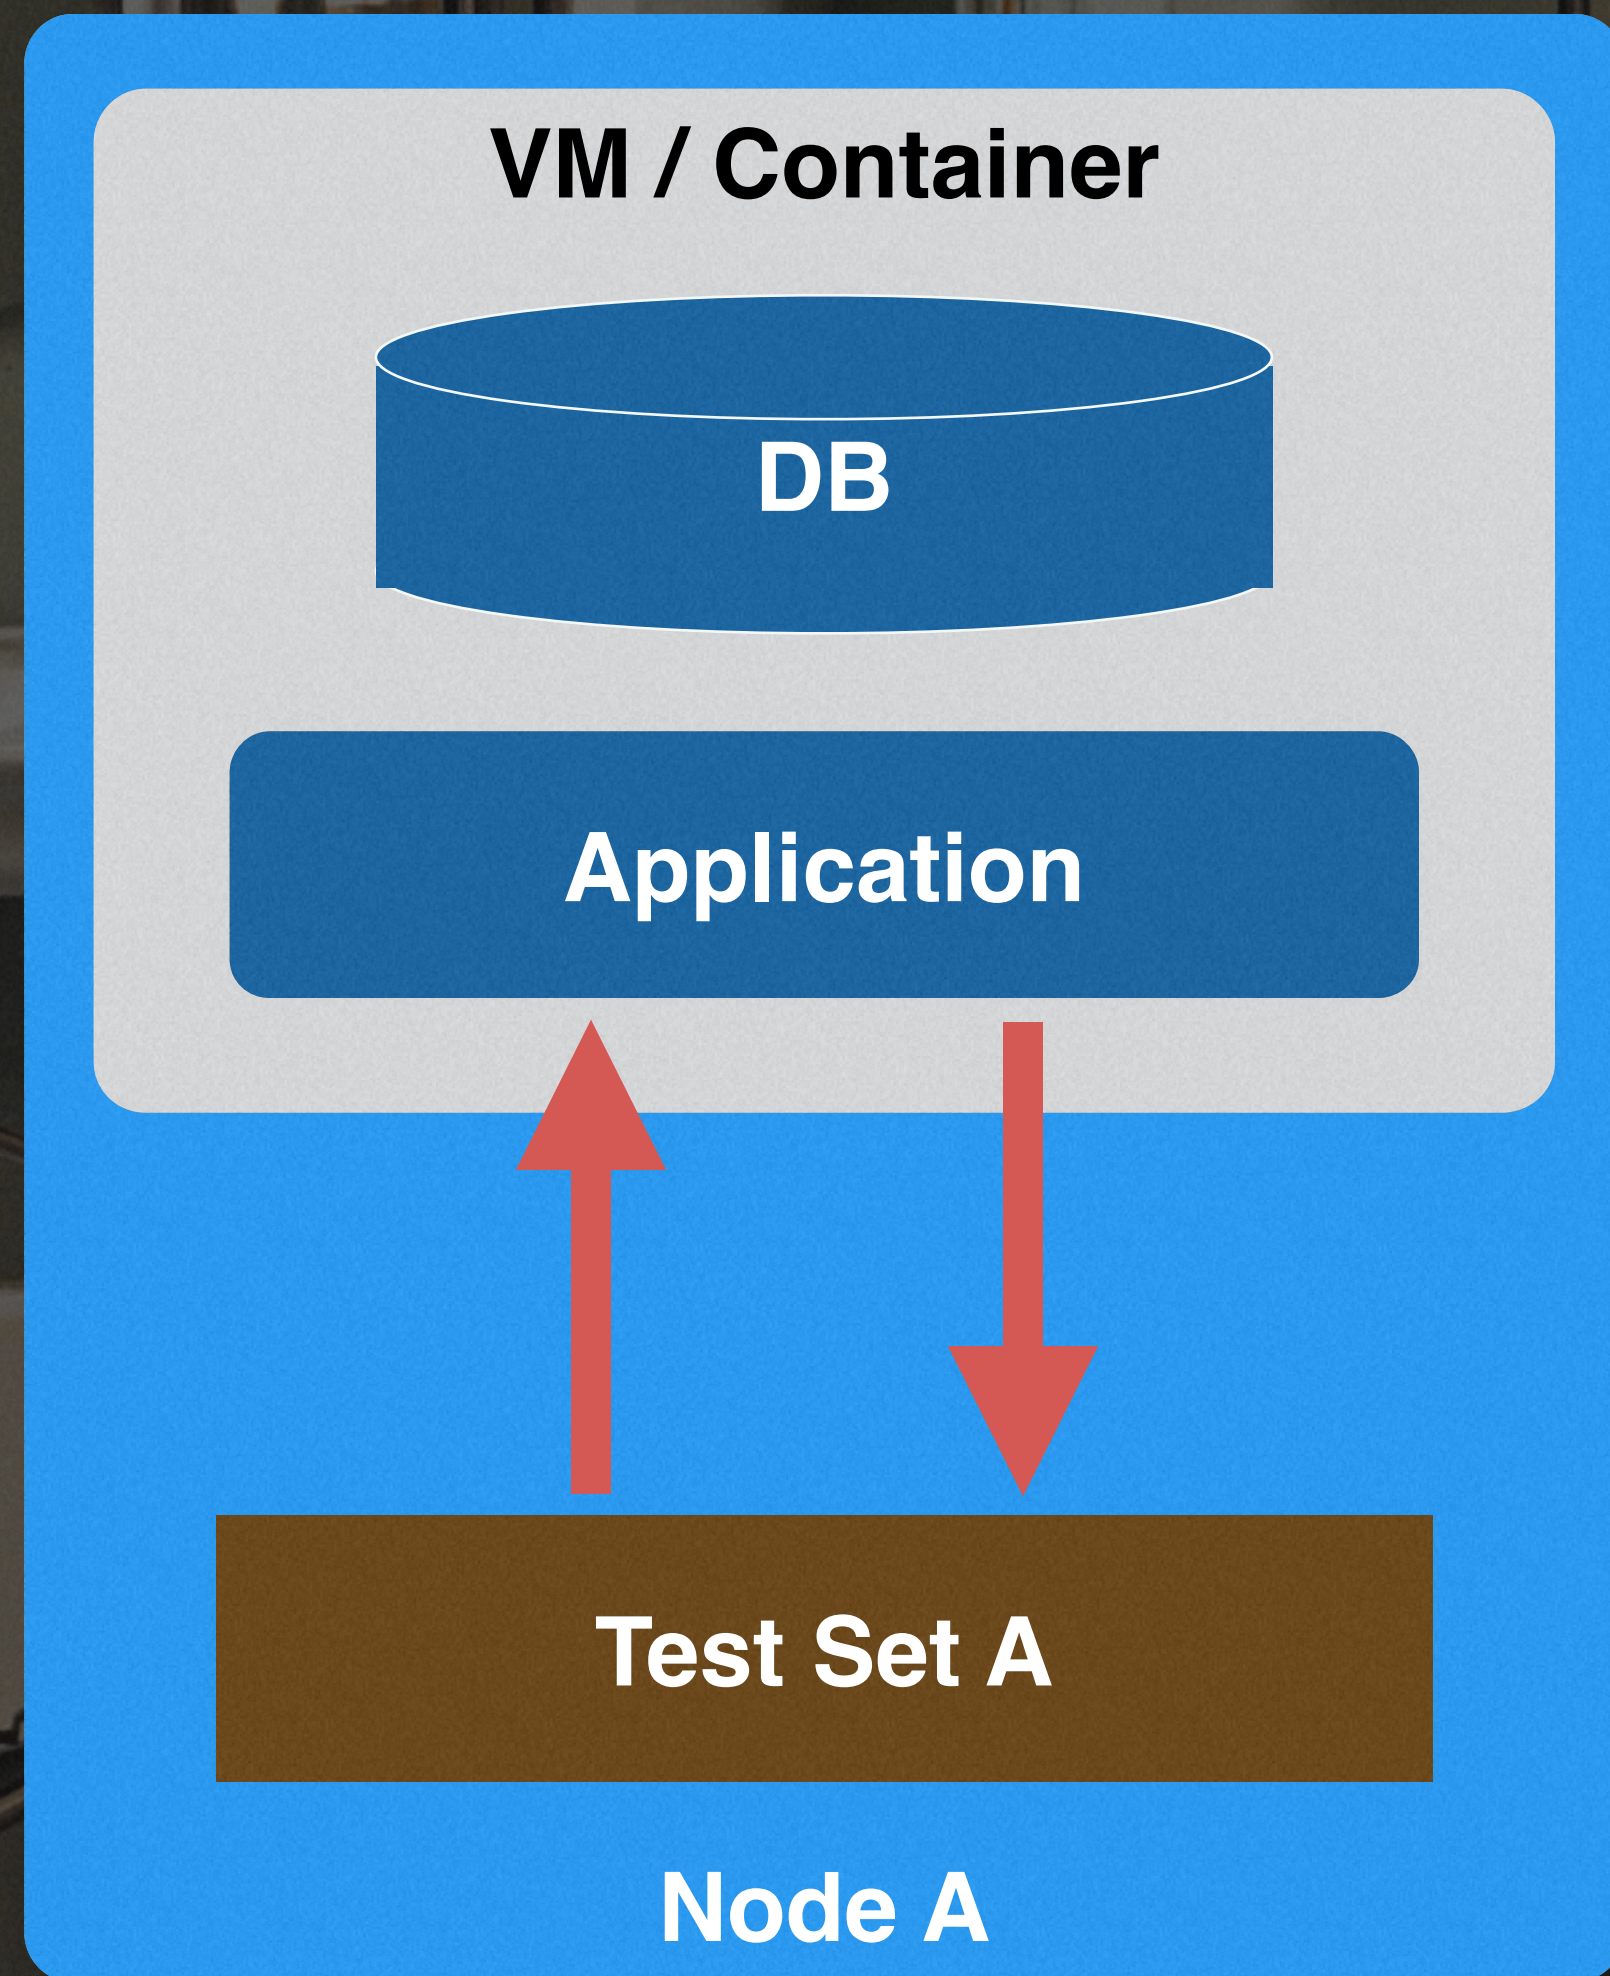 VM / Container
DB
Application
Test Set A
Node A